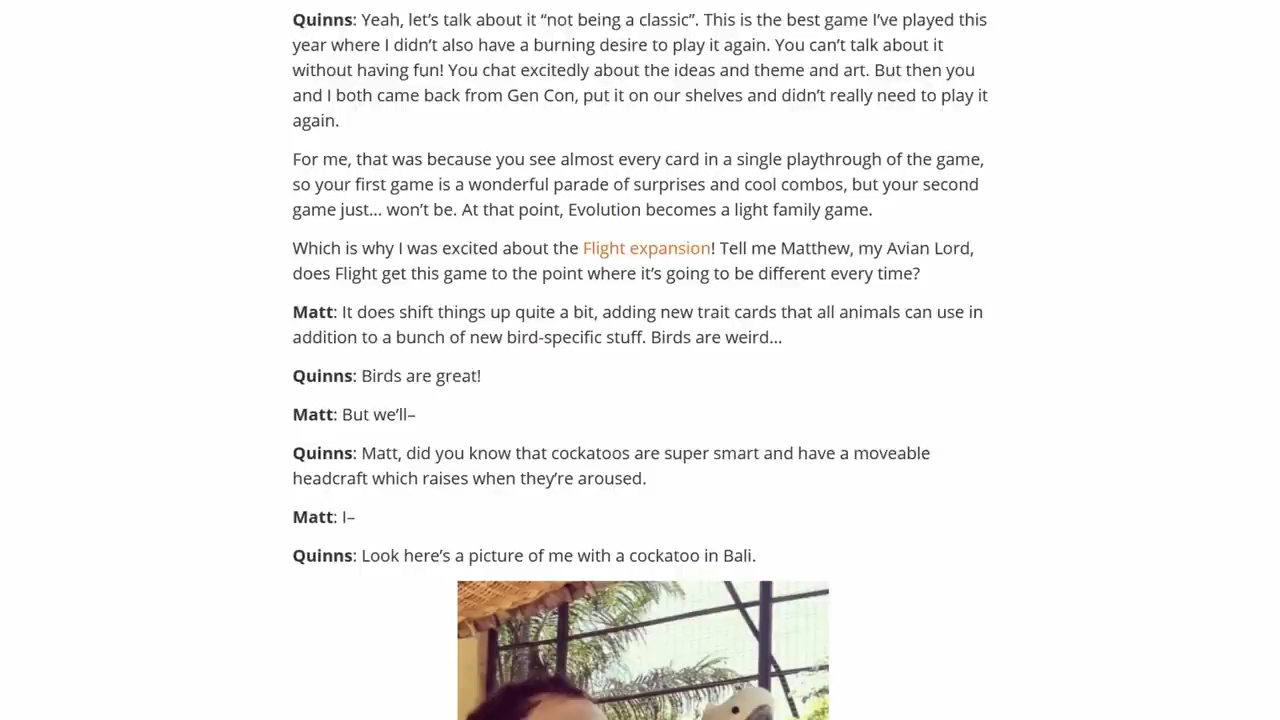 Quinns: Yeah, let’s talk about it “not being a classic”. This is the best game I’ve played this
year where I didn’t also have a burning desire to play it again. You can’t talk about it
without having fun! You chat excitedly about the ideas and theme and art. But then you
and I both came back from Gen Con, put it on our shelves and didn’t really need to play it
again.
For me, that was because you see almost every card in a single playthrough of the game,
so your first game is a wonderful parade of surprises and cool combos, but your second
game just… won’t be. At that point, Evolution becomes a light family game.
Which is why I was excited about the Flight expansion! Tell me Matthew, my Avian Lord,
does Flight get this game to the point where it’s going to be different every time?
Matt: It does shift things up quite a bit, adding new trait cards that all animals can use in
addition to a bunch of new bird-specific stuff. Birds are weird…
Quinns: Birds are great!
Matt: But we’ll–
Quinns: Matt, did you know that cockatoos are super smart and have a moveable
headcraft which raises when they’re aroused.
Matt: I–
Quinns: Look here’s a picture of me with a cockatoo in Bali.